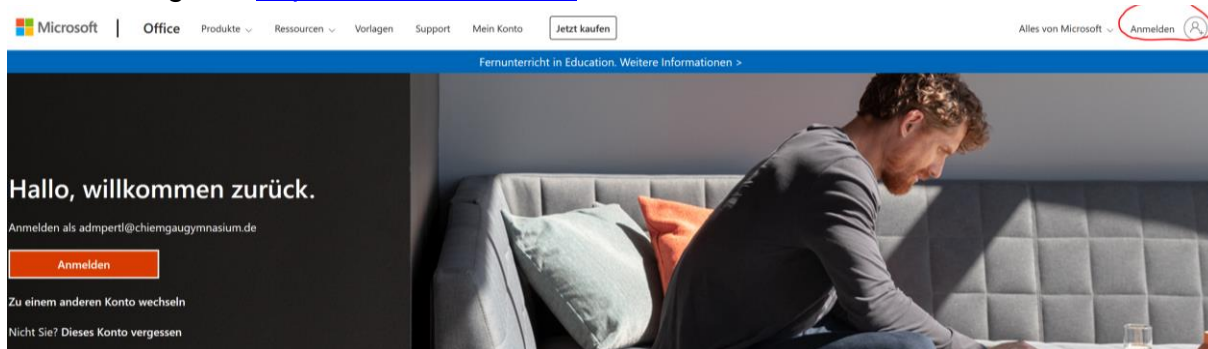 Microsoft Office Produkte Ressourcen Vorlagen Support Mein Konto Jetzt kaufen Alles von Microsoft Anmelden
Fernunterricht in Education. Weitere Informationen >
Hallo, willkommen zurück.
Anmelden als admpertl@chiemgaugymnasium.de
Anmelden
Zu einem anderen Konto wechseln
Nicht Sie? Dieses Konto vergessen